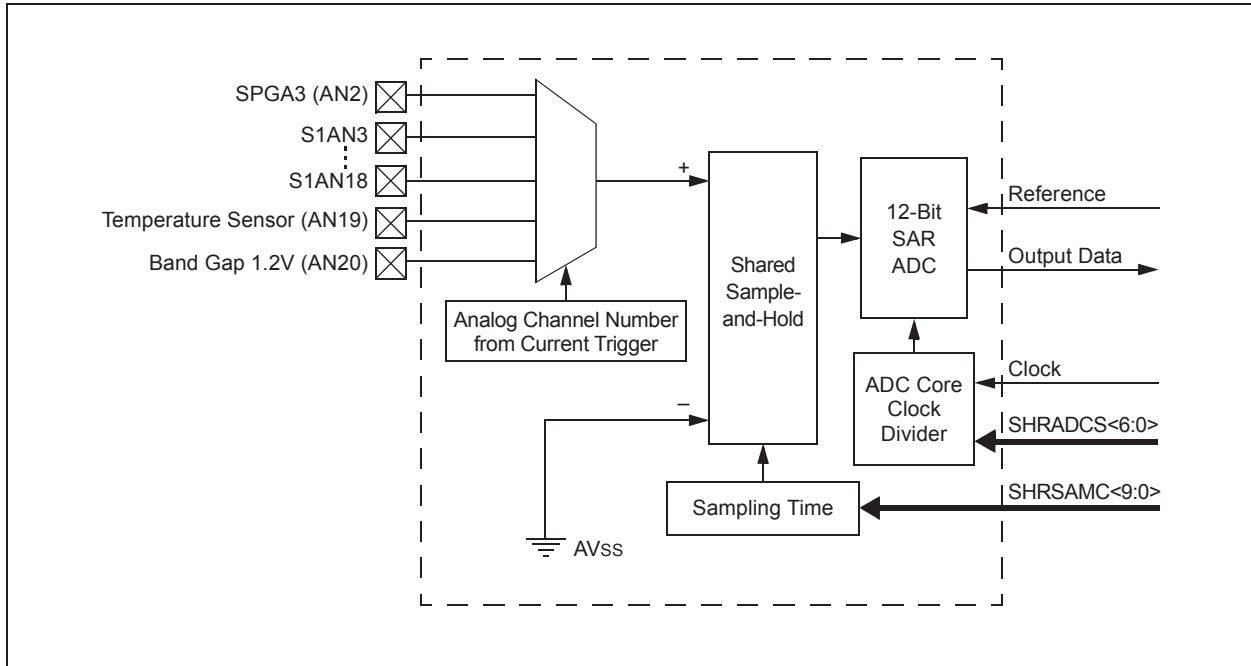 SPGA3 (AN2)
S1AN3
S1AN18
Temperature Sensor (AN19)
Band Gap 1.2V (AN20)
Analog Channel Number
from Current Trigger
+
–
AVSS
Shared
Sample-
and-Hold
Sampling Time
12-Bit
SAR
ADC
ADC Core
Clock
Divider
Reference
Output Data
Clock
SHRADCS<6:0>
SHRSAMC<9:0>